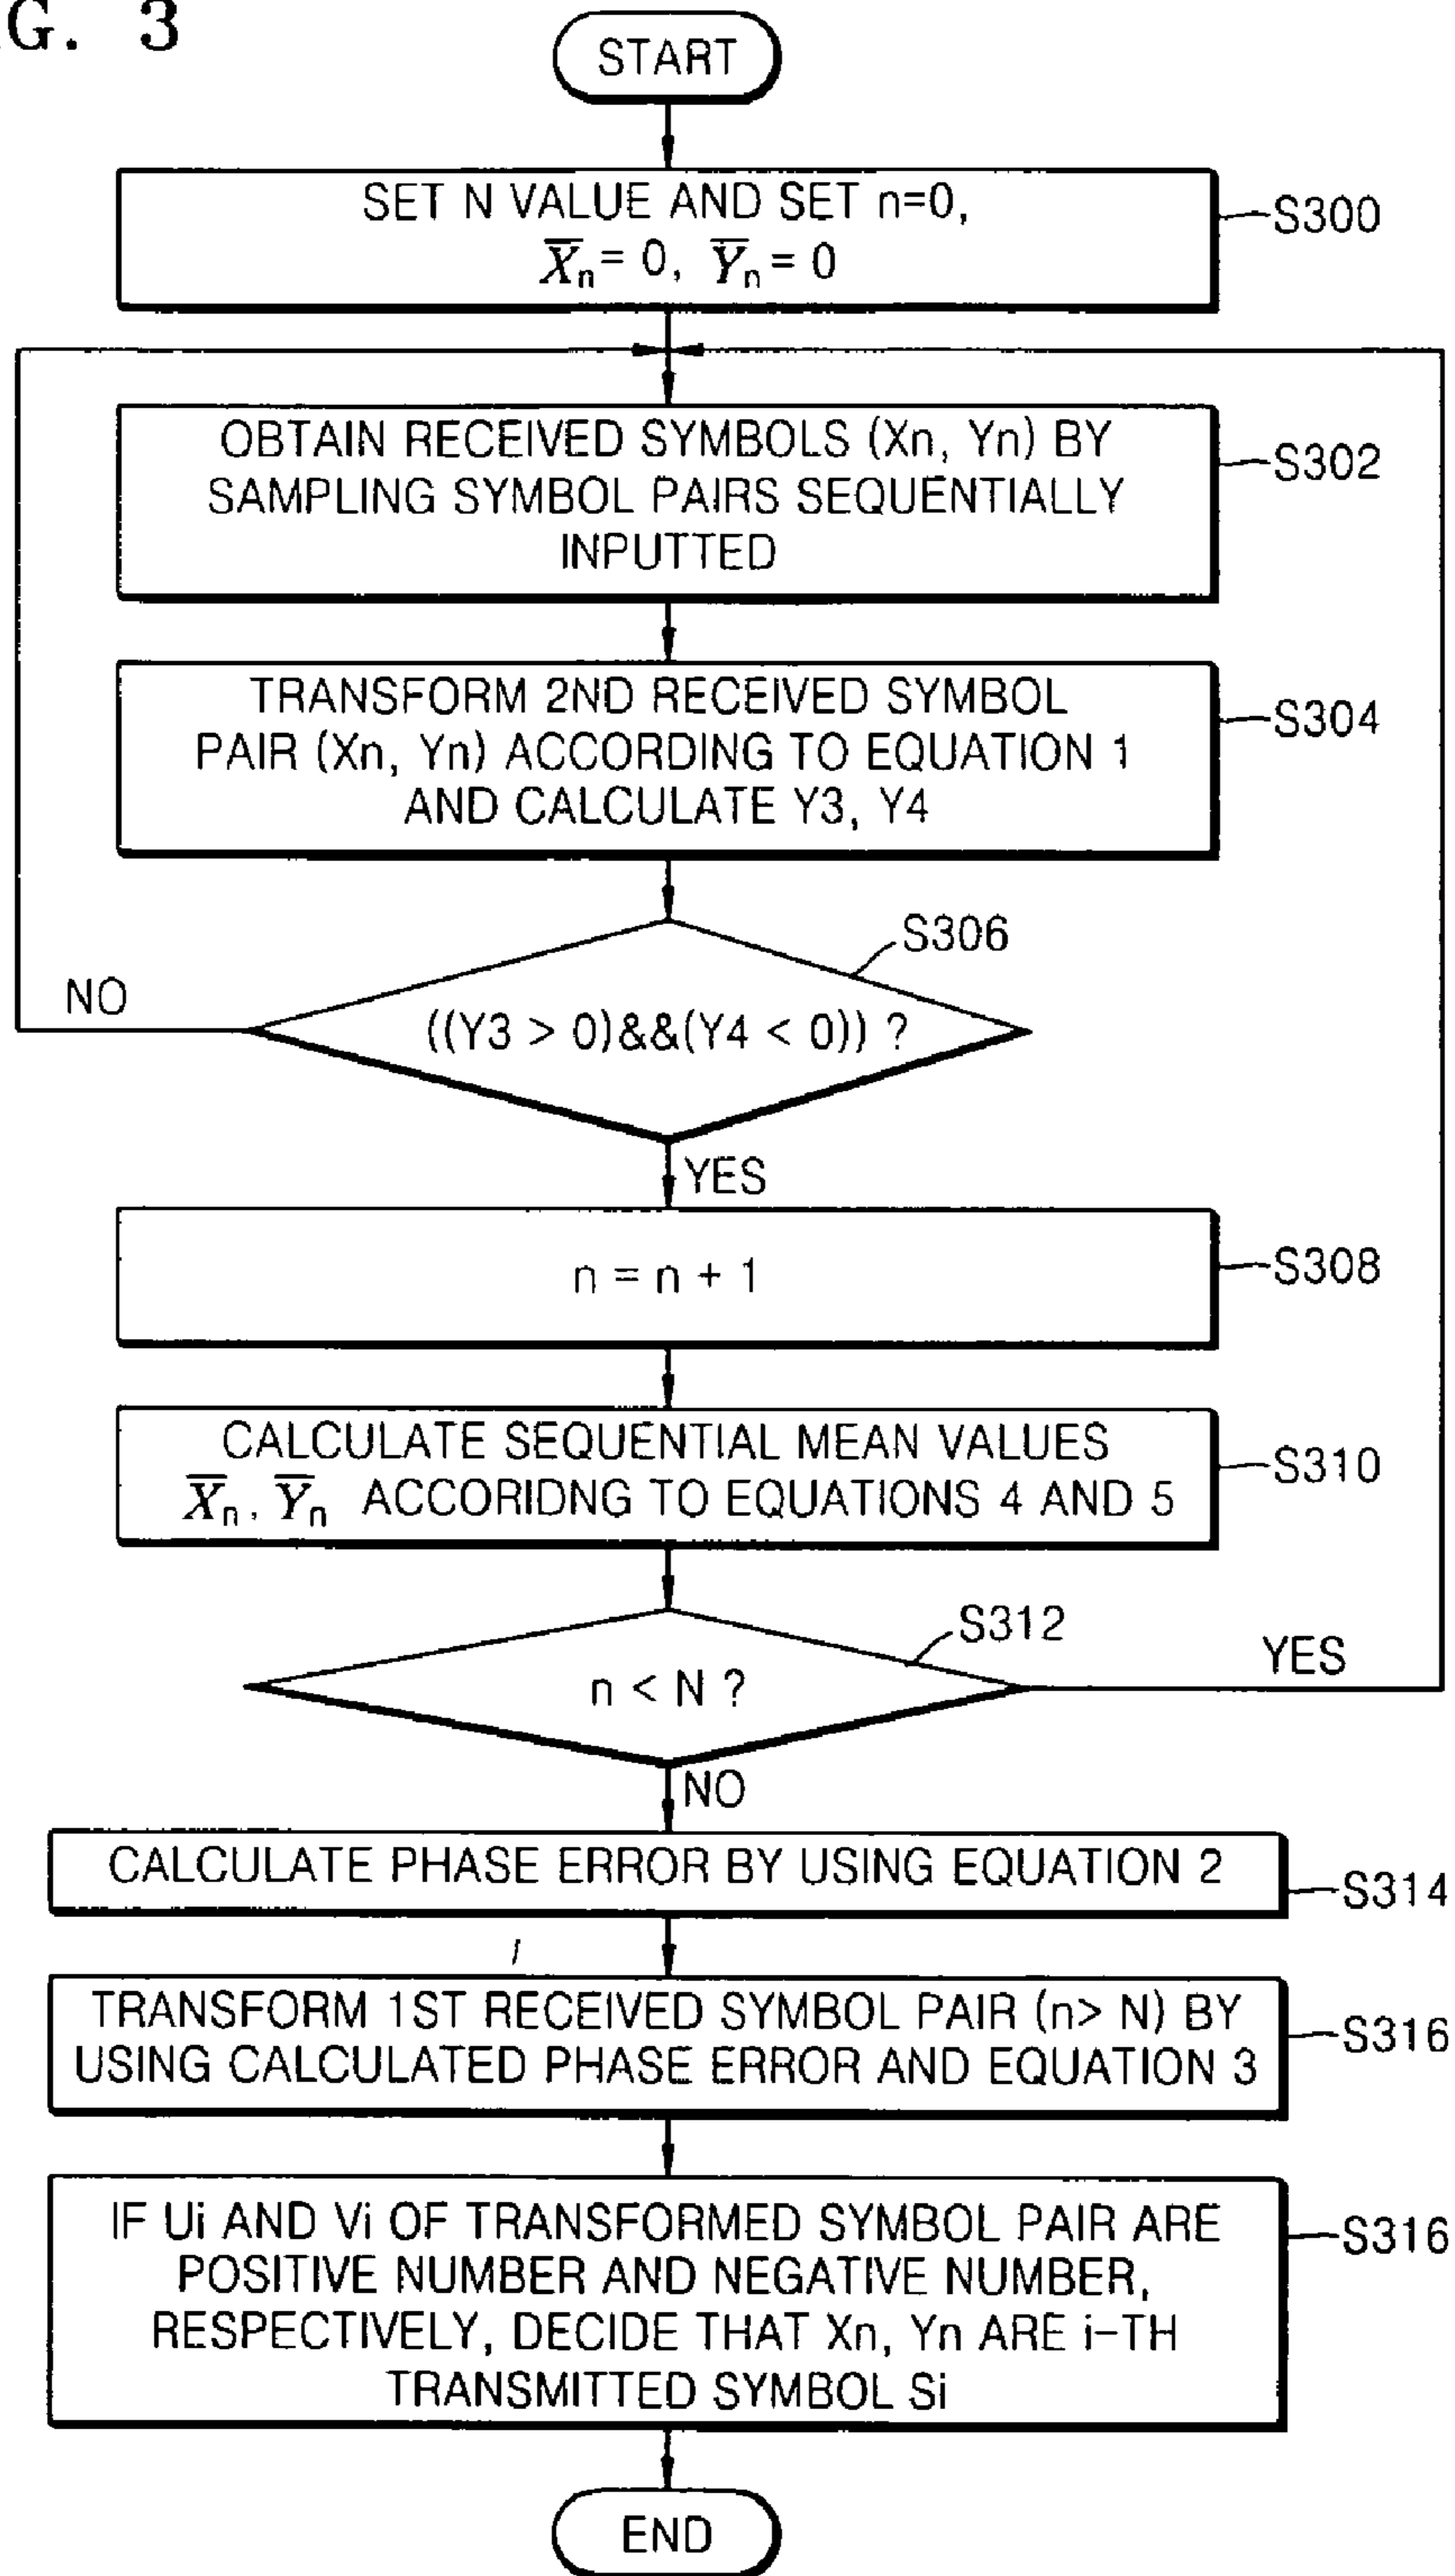 G. 3
START
SET N VALUE AND SET n=0,
X̅n = 0, Y̅n = 0
S300
OBTAIN RECEIVED SYMBOLS (Xn, Yn) BY
SAMPLING SYMBOL PAIRS SEQUENTIALLY
INPUTTED
S302
TRANSFORM 2ND RECEIVED SYMBOL
PAIR (Xn, Yn) ACCORDING TO EQUATION 1
AND CALCULATE Y3, Y4
S304
S306
NO
((Y3 > 0)&&(Y4 < 0)) ?
YES
n = n + 1
S308
CALCULATE SEQUENTIAL MEAN VALUES
X̅n, Y̅n ACCORIDNG TO EQUATIONS 4 AND 5
S310
S312
YES
n < N ?
NO
CALCULATE PHASE ERROR BY USING EQUATION 2
S314
TRANSFORM 1ST RECEIVED SYMBOL PAIR (n> N) BY
USING CALCULATED PHASE ERROR AND EQUATION 3
S316
IF Ui AND Vi OF TRANSFORMED SYMBOL PAIR ARE
POSITIVE NUMBER AND NEGATIVE NUMBER,
RESPECTIVELY, DECIDE THAT Xn, Yn ARE i-TH
TRANSMITTED SYMBOL Si
S316
END